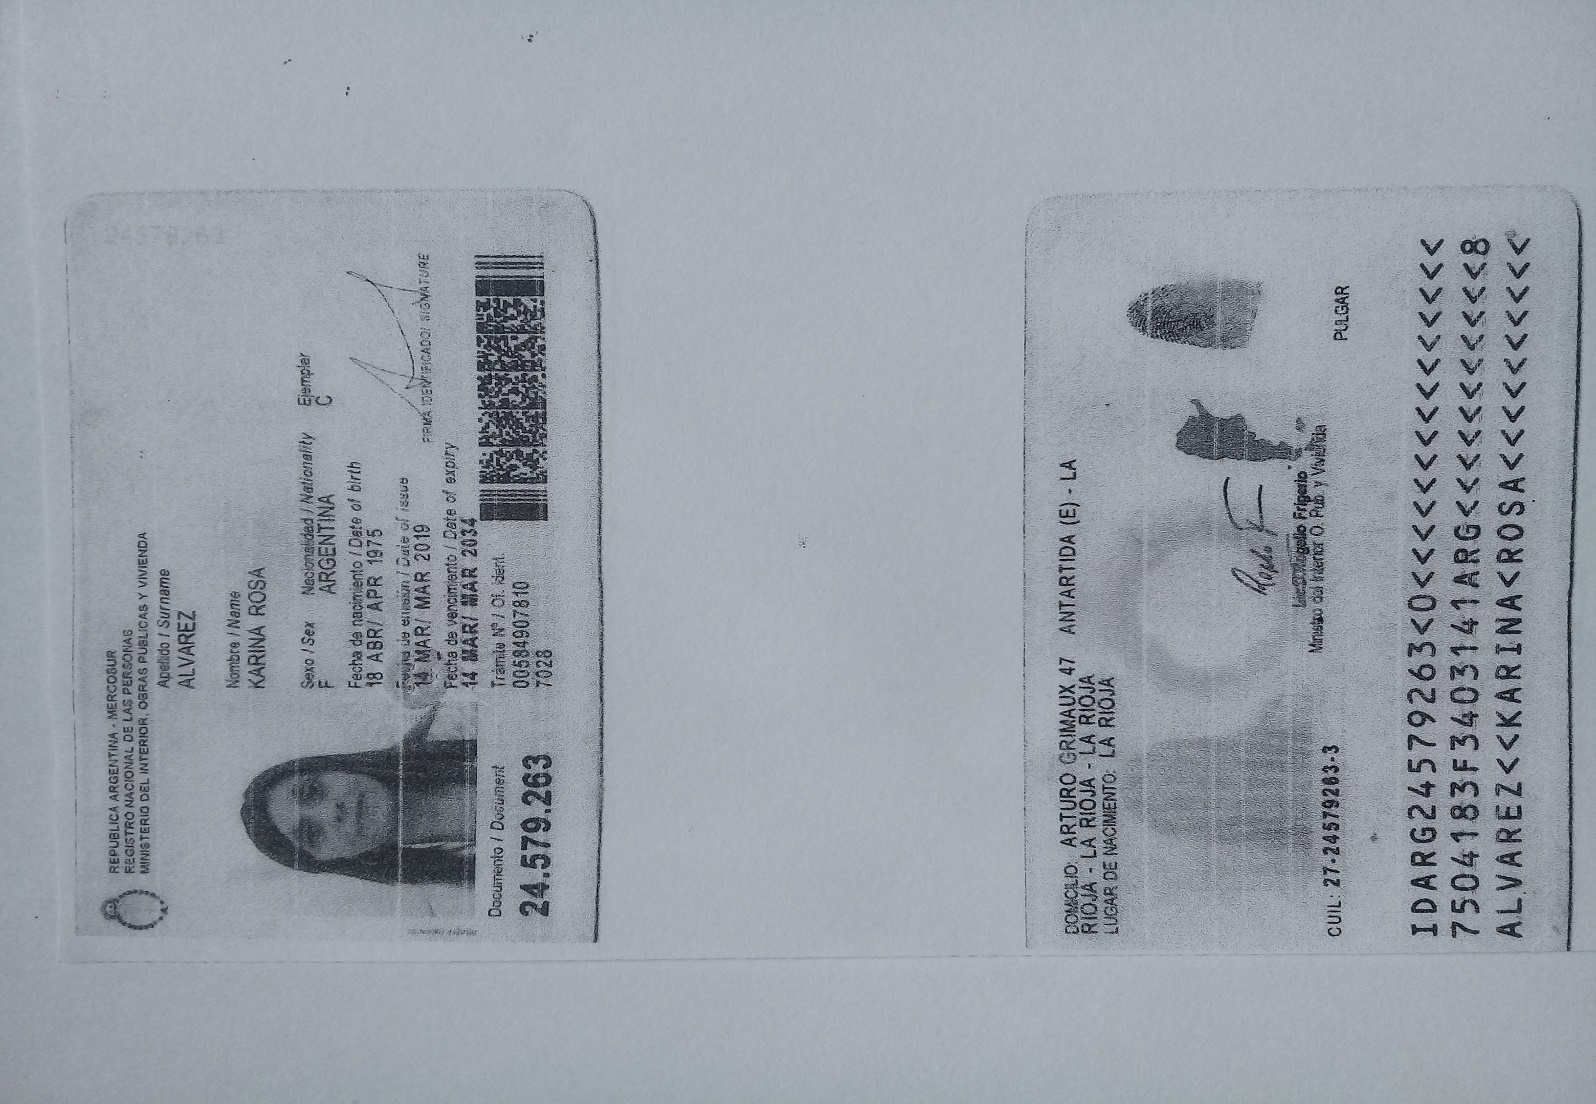 24579263
REPUBLICA ARGENTINA - MERCOSUR
REGISTRO NACIONAL DE LAS PERSONAS
MINISTERIO DEL INTERIOR, OBRAS PUBLICAS Y VIVIENDA
Apellido / Surname
ALVAREZ
Nombre / Name
KARINA ROSA
Sexo / Sex Nacionalidad / Nationality Ejemplar
F ARGENTINA C
Fecha de nacimiento / Date of birth
18 ABR/ APR 1975
Fecha de emisión / Date of issue
14 MAR/ MAR 2019
FIRMA IDENTIFICADO/ SIGNATURE
Fecha de vencimiento / Date of expiry
14 MAR/ MAR 2034
Documento / Document
24.579.263
Trámite Nº / Of. ident.
00584907810
7028
DOMICILIO: ARTURO GRIMAUX 47 ANTARTIDA (E) - LA
RIOJA - LA RIOJA - LA RIOJA
LUGAR DE NACIMIENTO: LA RIOJA
Frigerio
Ministro del Interior O. Pub. y Vivienda
PULGAR
CUIL: 27-24579263-3
IDARG24579263<0<<<<<<<<<<<<<<<
7504183F3403141ARG<<<<<<<<<<<8
ALVAREZ<<KARINA<ROSA<<<<<<<<<<